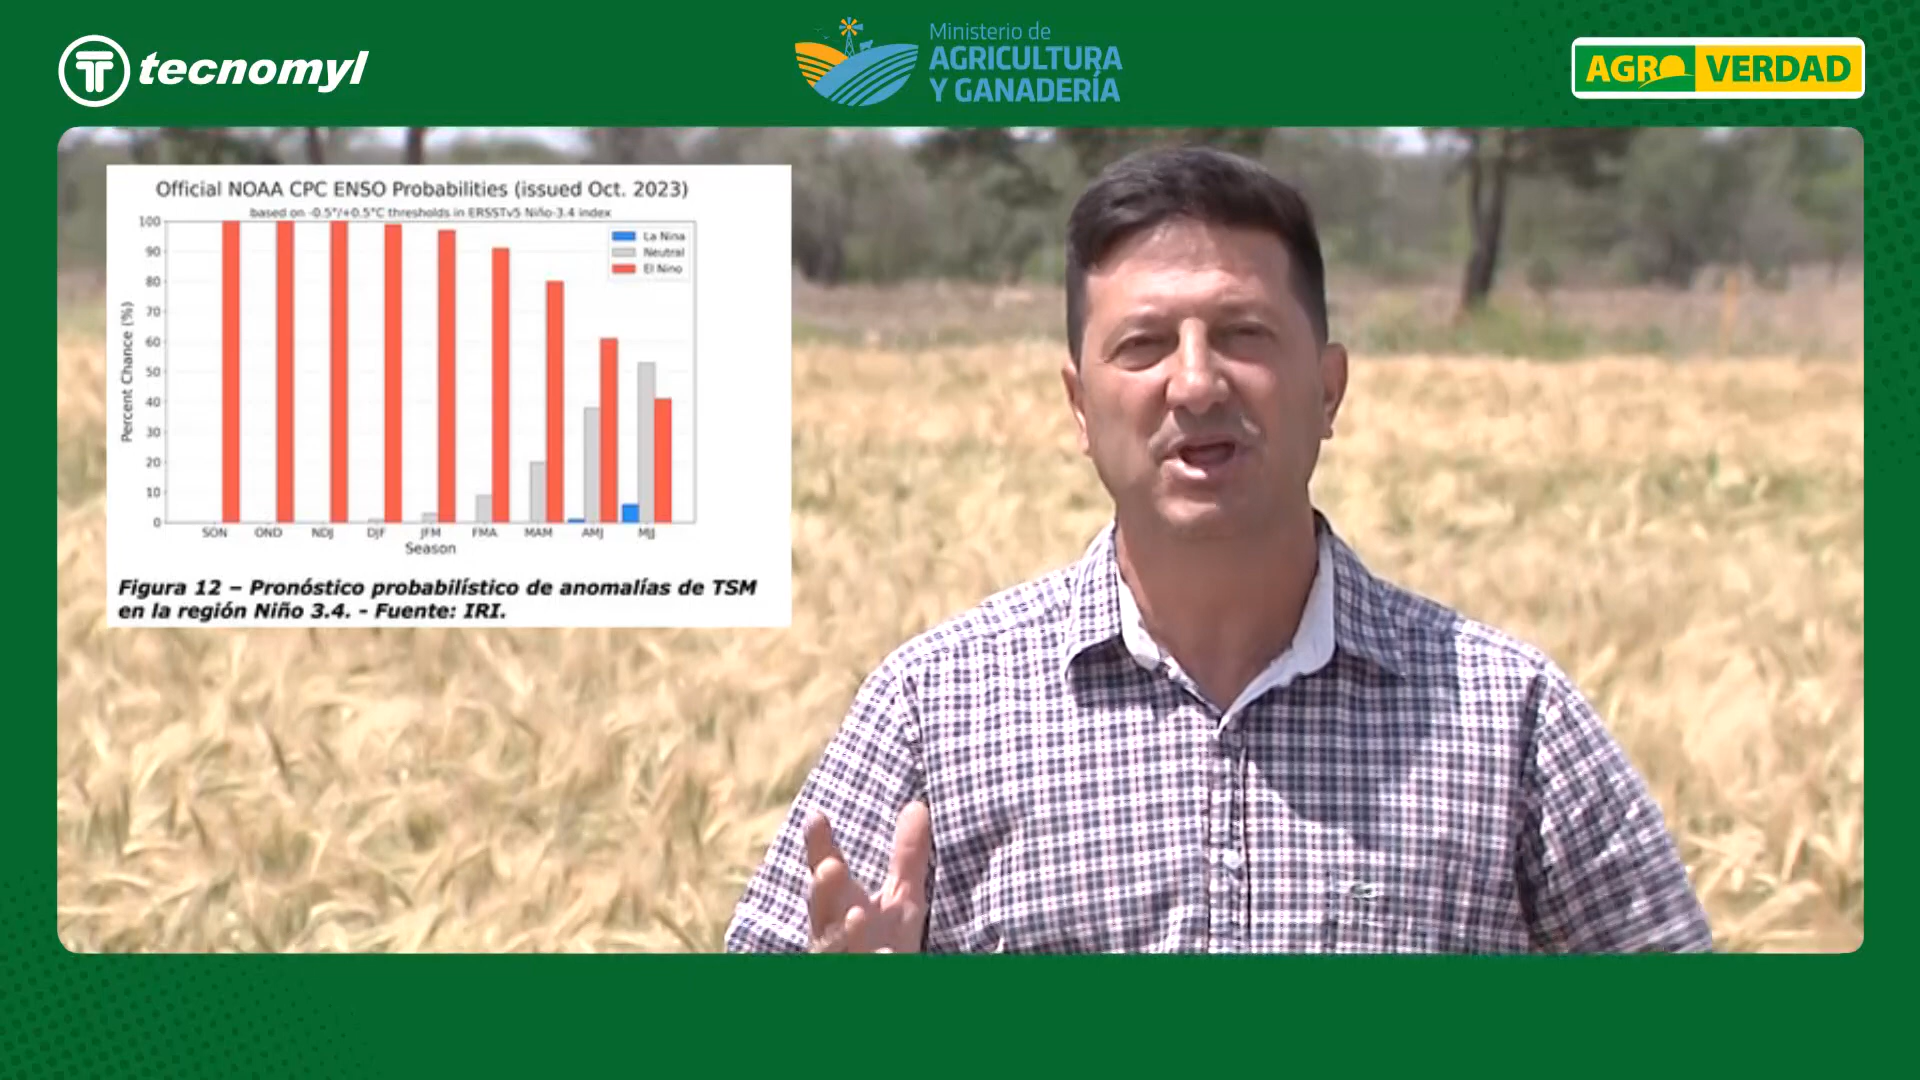 tecnomyl
Ministerio de
AGRICULTURA
Y GANADERÍA
AGRO VERDAD
Official NOAA CPC ENSO Probabilities (issued Oct. 2023)
based on -0.5°/+0.5°C thresholds in ERSSTv5 Niño-3.4 index
La Nina
Neutral
El Nino
Percent Chance (%)
100
90
80
70
60
50
40
30
20
10
0
SON OND NDJ DJF JFM FMA MAM AMJ MJJ
Season
Figura 12 – Pronóstico probabilístico de anomalías de TSM
en la región Niño 3.4. - Fuente: IRI.